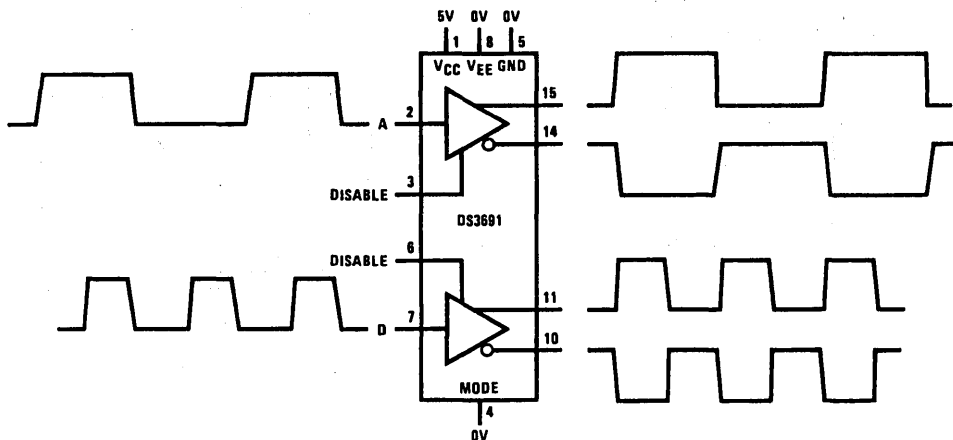 5V 0V 0V
1 8 5
VCC VEE GND
15
A 2
14
3
DISABLE
DS3691
6
DISABLE
11
D 7
10
MODE
4
0V